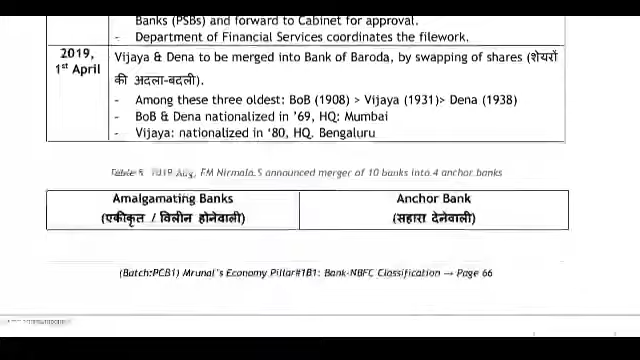 Banks (PSBs) and forward to Cabinet for approval.
- Department of Financial Services coordinates the filework.
2019,
1st April
Vijaya & Dena to be merged into Bank of Baroda, by swapping of shares (शेयरों
की अदला-बदली).
- Among these three oldest: BoB (1908) > Vijaya (1931)> Dena (1938)
- BoB & Dena nationalized in '69, HQ: Mumbai
- Vijaya: nationalized in '80, HQ. Bengaluru
Aug, FM Nirmala.S announced merger of 10 banks into 4 anchor banks
Amalgamating Banks
(एकीकृत / विलीन होनेवाली)
Anchor Bank
(सहारा देनेवाली)
(Batch:PCB1) Mrunal's Economy Pillar#1B1: Bank-NBFC Classification → Page 66